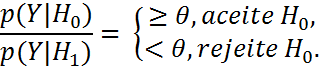 p(Y|H₀)
p(Y|H₁) = { ≥ θ, aceite H₀,
< θ, rejeite H₀.